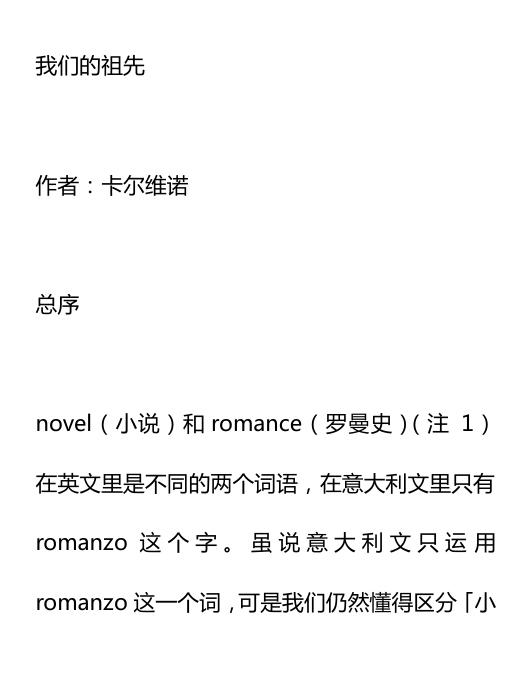 我们的祖先
作者：卡尔维诺
总序
novel（小说）和 romance（罗曼史）（注 1）
在英文里是不同的两个词语，在意大利文里只有
romanzo 这个字。虽说意大利文只运用
romanzo 这一个词，可是我们仍然懂得区分「小